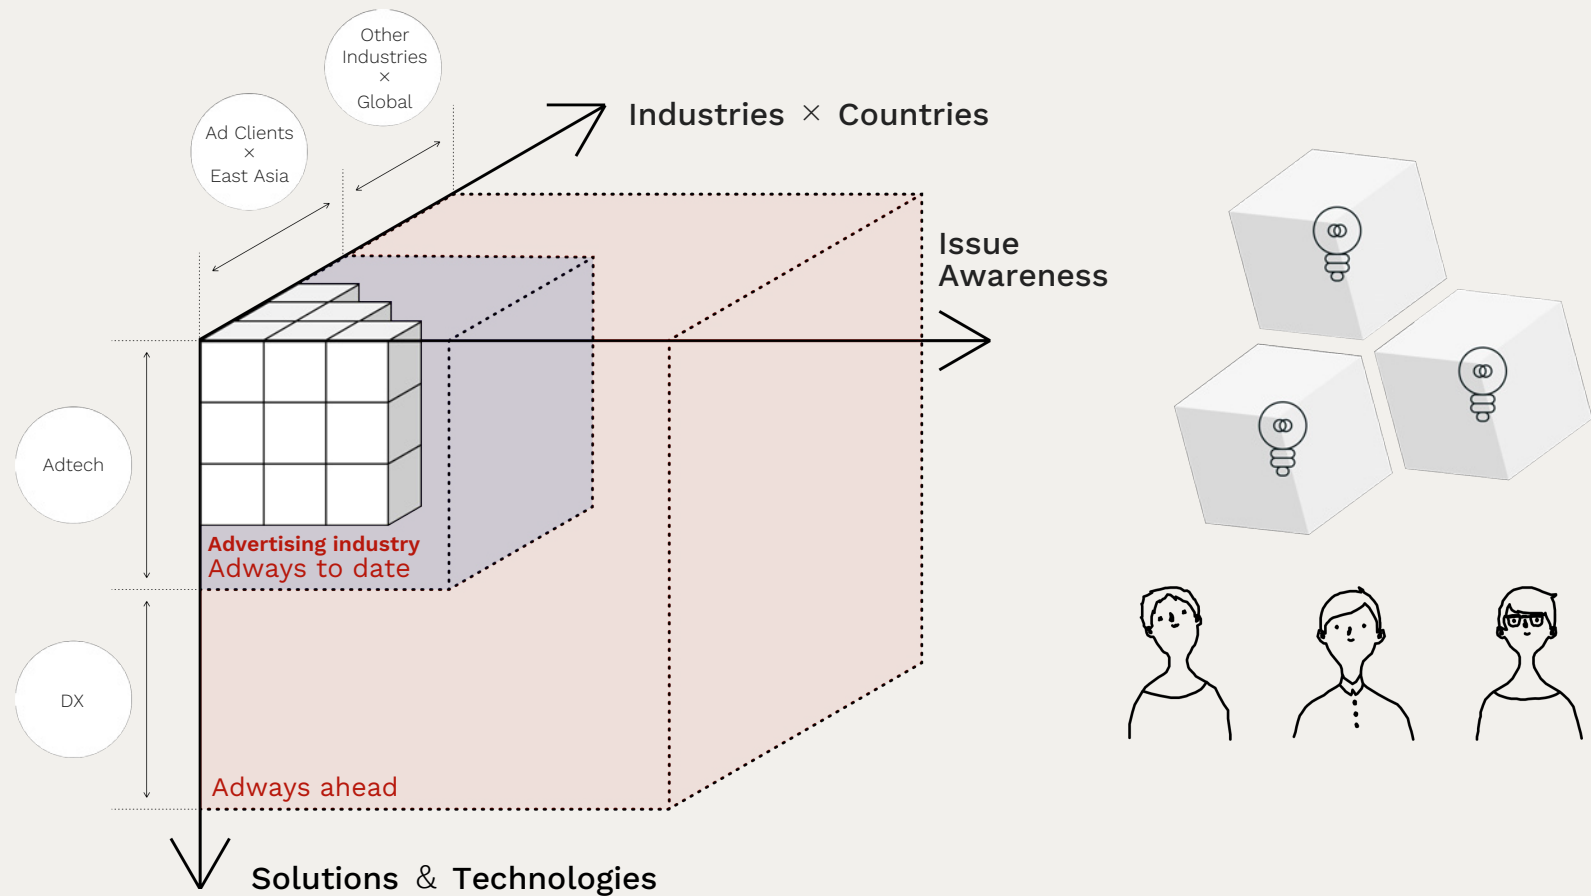 Other
Industries
×
Global
Ad Clients
×
East Asia
Industries × Countries
Issue
Awareness
Adtech
Advertising industry
Adways to date
DX
Adways ahead
Solutions & Technologies